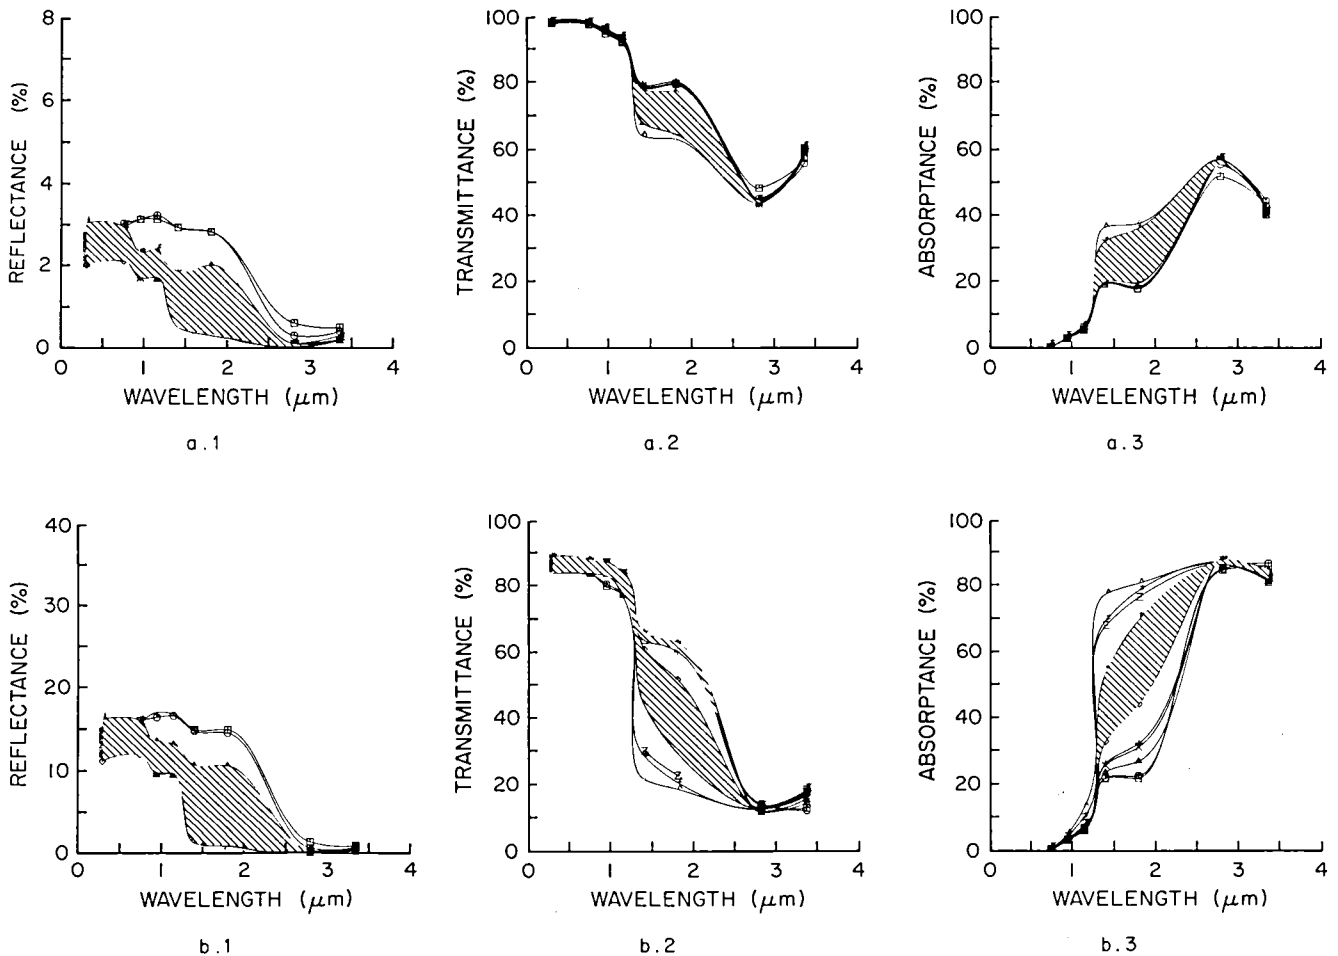 REFLECTANCE (%)
8
6
4
2
0
0 1 2 3 4
WAVELENGTH (μm)
a.1
TRANSMITTANCE (%)
100
80
60
40
20
0
0 1 2 3 4
WAVELENGTH (μm)
a.2
ABSORPTANCE (%)
100
80
60
40
20
0
0 1 2 3 4
WAVELENGTH (μm)
a.3
REFLECTANCE (%)
40
30
20
10
0
0 1 2 3 4
WAVELENGTH (μm)
b.1
TRANSMITTANCE (%)
100
80
60
40
20
0
0 1 2 3 4
WAVELENGTH (μm)
b.2
ABSORPTANCE (%)
100
80
60
40
20
0
0 1 2 3 4
WAVELENGTH (μm)
b.3